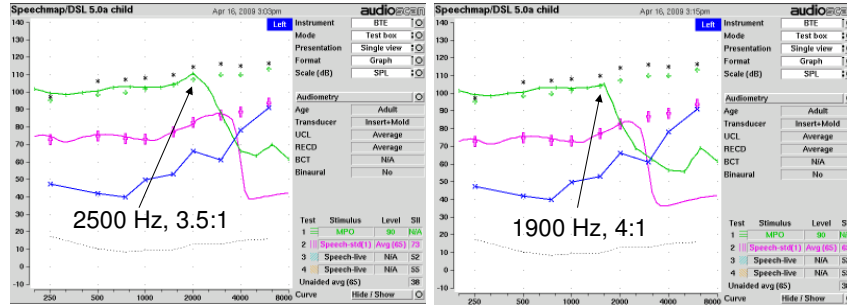 Speechmap/DSL 5.0a child Apr 16, 2009 3:03pm audioscan
Left
140
130
120
110
100
90
80
70
60
50
40
30
20
10
0
-10
250 500 1000 2000 4000 8000
2500 Hz, 3.5:1
Instrument BTE
Mode Test box
Presentation Single view
Format Graph
Scale (dB) SPL
Audiometry
Age Adult
Transducer Insert+Mold
UCL Average
RECD Average
BCT N/A
Binaural No
Test Stimulus Level SII
1 MPO 90 N/A
2 Speech-std(1) Avg (65) 73
3 Speech-live N/A 52
4 Speech-live N/A 55
Unaided avg (65) 38
Curve Hide / Show
Speechmap/DSL 5.0a child Apr 16, 2009 3:15pm audiosca
Left
140
130
120
110
100
90
80
70
60
50
40
30
20
10
0
-10
250 500 1000 2000 4000 8000
1900 Hz, 4:1
Instrument BTE
Mode Test box
Presentation Single view
Format Graph
Scale (dB) SPL
Audiometry
Age Adult
Transducer Insert+Mold
UCL Average
RECD Average
BCT N/A
Binaural No
Test Stimulus Level SI
1 MPO 90 N/
2 Speech-std(1) Avg (65)
3 Speech-live N/A 52
4 Speech-live N/A 55
Unaided avg (65) 38
Curve Hide / Show